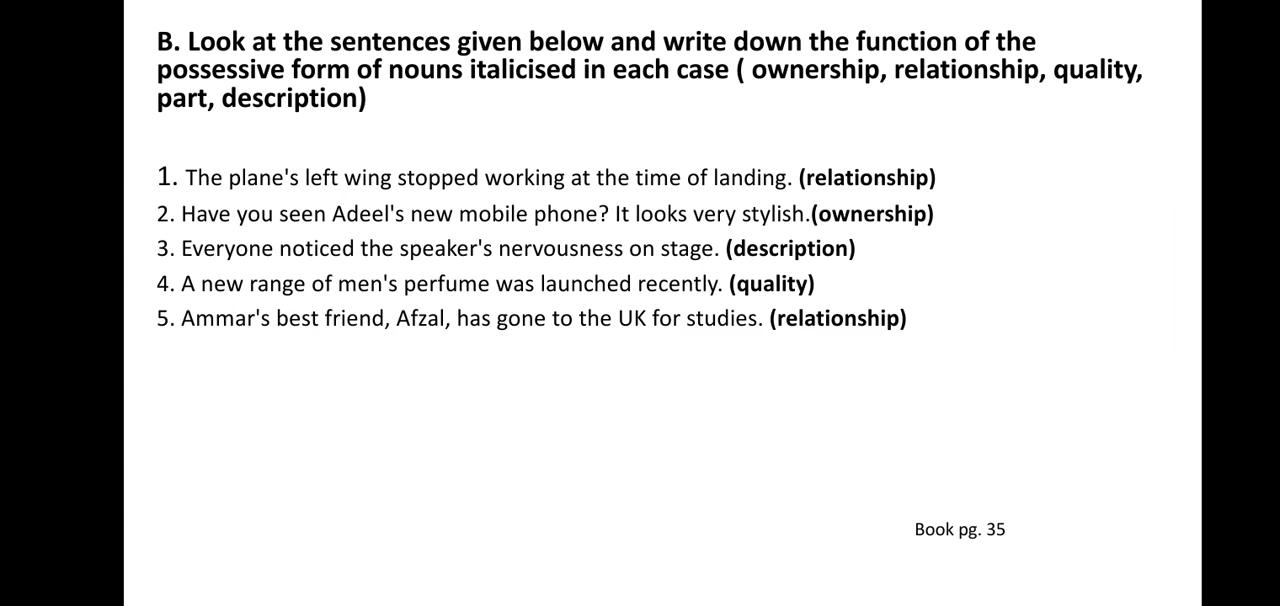 B. Look at the sentences given below and write down the function of the
possessive form of nouns italicised in each case ( ownership, relationship, quality,
part, description)
1. The plane's left wing stopped working at the time of landing. (relationship)
2. Have you seen Adeel's new mobile phone? It looks very stylish.(ownership)
3. Everyone noticed the speaker's nervousness on stage. (description)
4. A new range of men's perfume was launched recently. (quality)
5. Ammar's best friend, Afzal, has gone to the UK for studies. (relationship)
Book pg. 35